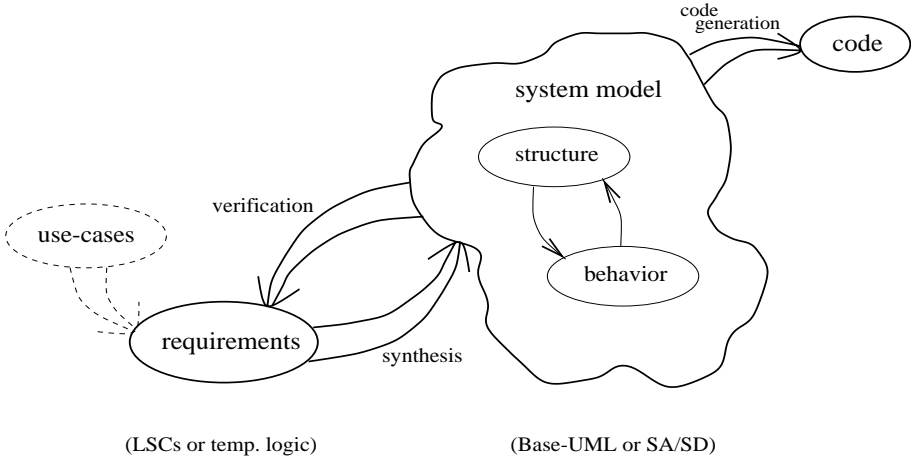 code
generation
code
system model
structure
verification
use-cases
behavior
requirements
synthesis
(LSCs or temp. logic)
(Base-UML or SA/SD)